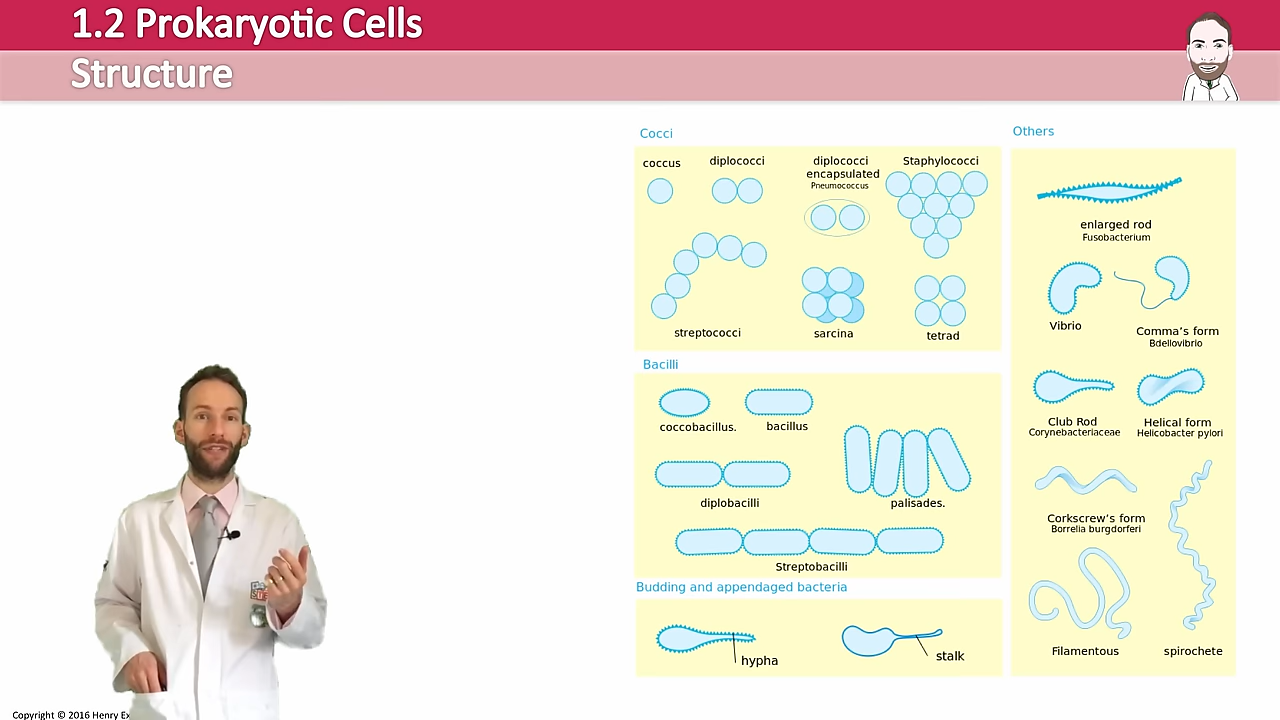 1.2 Prokaryotic Cells
Structure
Cocci
coccus
diplococci
diplococci
encapsulated
Pneumococcus
Staphylococci
streptococci
sarcina
tetrad
Bacilli
coccobacillus.
bacillus
diplobacilli
palisades.
Streptobacilli
Budding and appendaged bacteria
hypha
stalk
Others
enlarged rod
Fusobacterium
Vibrio
Comma's form
Bdellovibrio
Club Rod
Corynebacteriaceae
Helical form
Helicobacter pylori
Corkscrew's form
Borrelia burgdorferi
Filamentous
spirochete
Copyright © 2016 Henry Ex